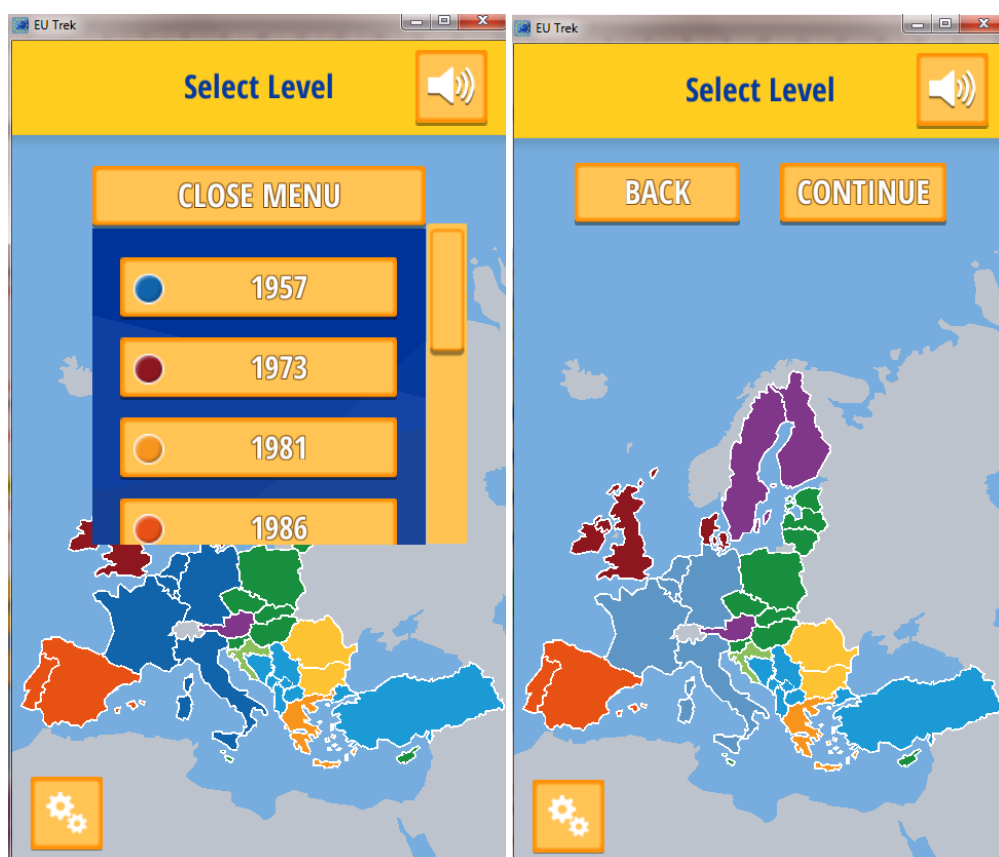 EU Trek
Select Level
CLOSE MENU
1957
1973
1981
1986
EU Trek
Select Level
BACK
CONTINUE